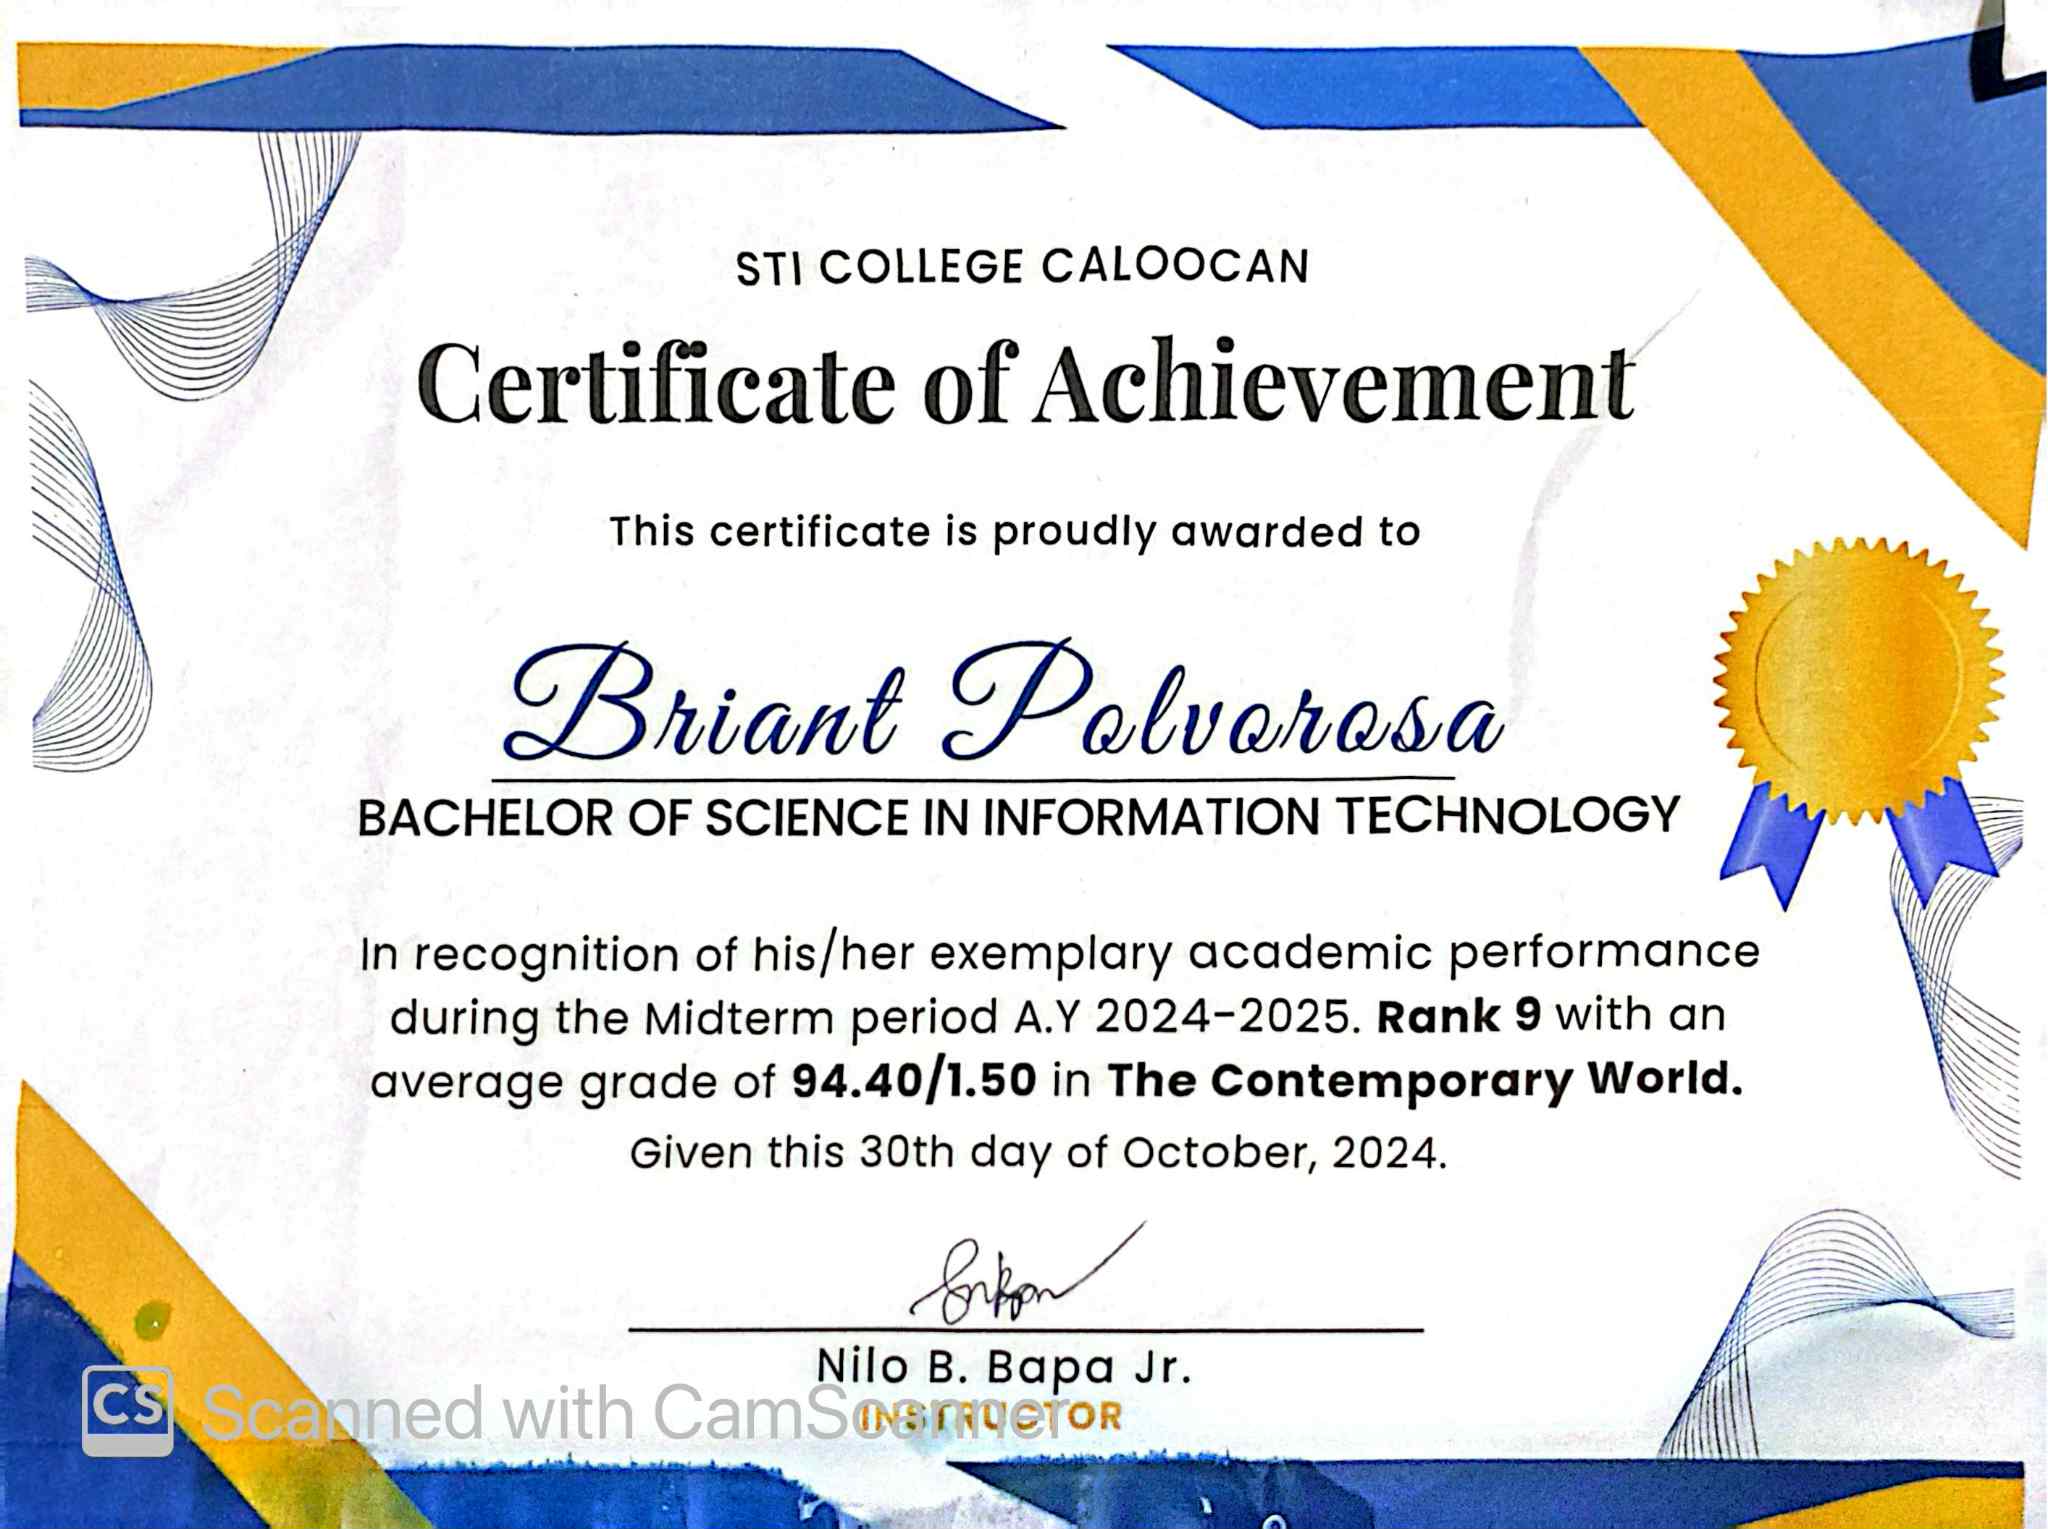 STI COLLEGE CALOOCAN
Certificate of Achievement
This certificate is proudly awarded to
Briant Polvorosa
BACHELOR OF SCIENCE IN INFORMATION TECHNOLOGY
In recognition of his/her exemplary academic performance
during the Midterm period A.Y 2024-2025. Rank 9 with an
average grade of 94.40/1.50 in The Contemporary World.
Given this 30th day of October, 2024.
Nilo B. Bapa Jr.
INSTRUCTOR
CS Scanned with CamScanner